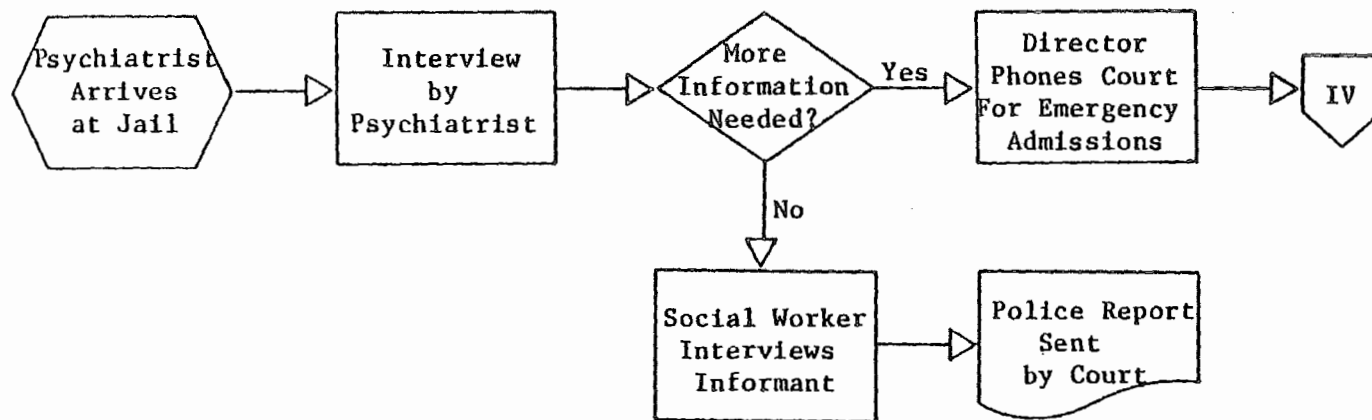 Psychiatrist
Arrives
at Jail
Interview
by
Psychiatrist
More
Information
Needed?
Yes
Director
Phones Court
For Emergency
Admissions
IV
No
Social Worker
Interviews
Informant
Police Report
Sent
by Court